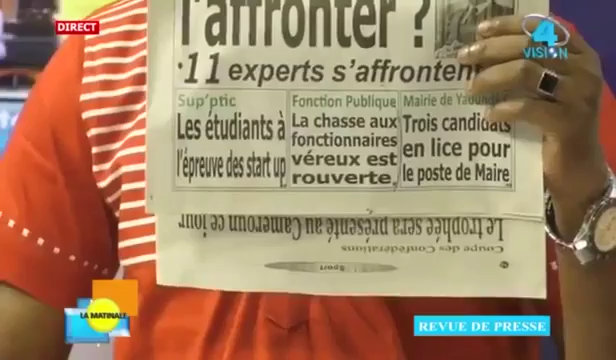 DIRECT
4
VISION
l'affronter ?
·11 experts s'affrontent
Sup'ptic
Les étudiants à
l'épreuve des start up
Fonction Publique
La chasse aux
fonctionnaires
véreux est
rouverte,
Mairie de Yaoundé
Trois candidats
en lice pour
le poste de Maire
Le trophée sera présenté au Cameroun ce jour
Coupe des Confédérations
Sport
LA MATINALE
REVUE DE PRESSE